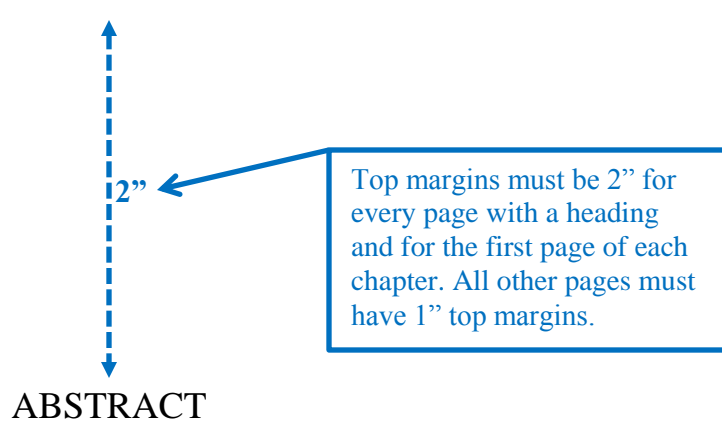 2”
Top margins must be 2” for
every page with a heading
and for the first page of each
chapter. All other pages must
have 1” top margins.
ABSTRACT